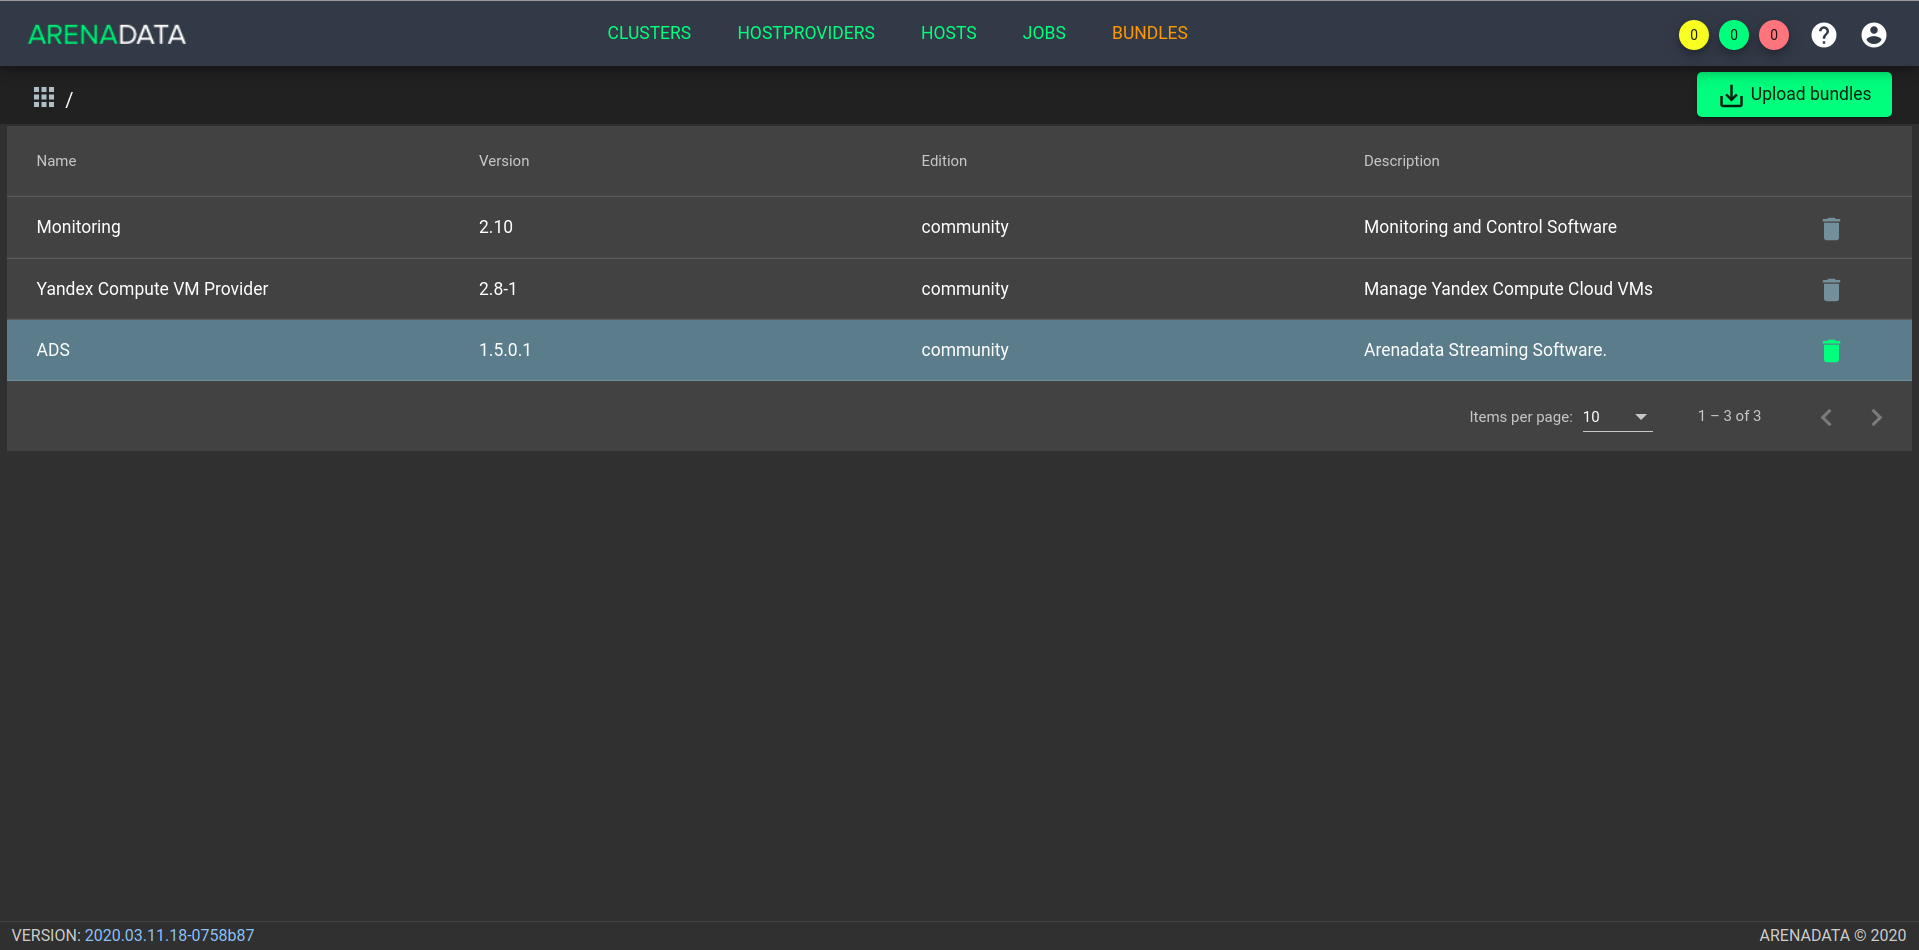 ARENADATA CLUSTERS HOSTPROVIDERS HOSTS JOBS BUNDLES 0 0 0 ?
/ Upload bundles
Name Version Edition Description
Monitoring 2.10 community Monitoring and Control Software
Yandex Compute VM Provider 2.8-1 community Manage Yandex Compute Cloud VMs
ADS 1.5.0.1 community Arenadata Streaming Software.
Items per page: 10 1 – 3 of 3
VERSION: 2020.03.11.18-0758b87 ARENADATA © 2020